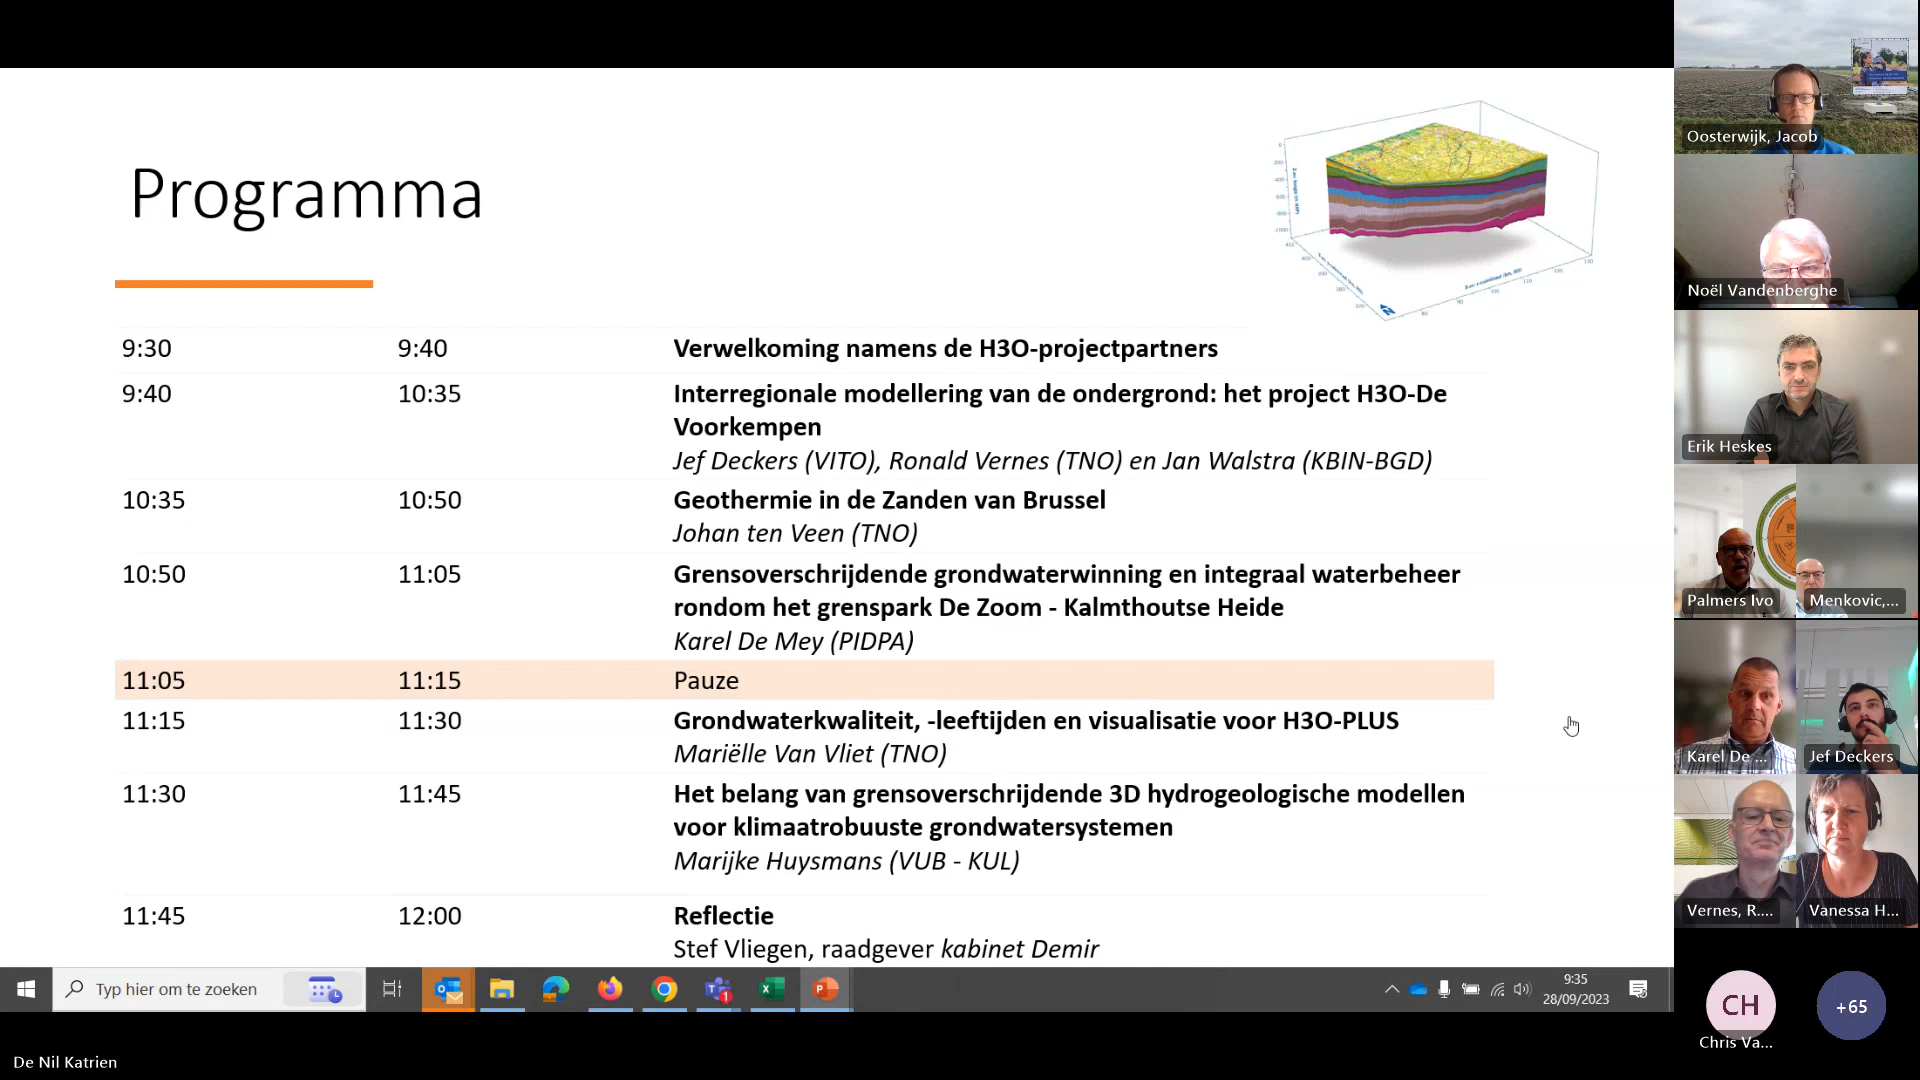 Programma
9:30 9:40 Verwelkoming namens de H3O-projectpartners
9:40 10:35 Interregionale modellering van de ondergrond: het project H3O-De
Voorkempen
Jef Deckers (VITO), Ronald Vernes (TNO) en Jan Walstra (KBIN-BGD)
10:35 10:50 Geothermie in de Zanden van Brussel
Johan ten Veen (TNO)
10:50 11:05 Grensoverschrijdende grondwaterwinning en integraal waterbeheer
rondom het grenspark De Zoom - Kalmthoutse Heide
Karel De Mey (PIDPA)
11:05 11:15 Pauze
11:15 11:30 Grondwaterkwaliteit, -leeftijden en visualisatie voor H3O-PLUS
Mariëlle Van Vliet (TNO)
11:30 11:45 Het belang van grensoverschrijdende 3D hydrogeologische modellen
voor klimaatrobuuste grondwatersystemen
Marijke Huysmans (VUB - KUL)
11:45 12:00 Reflectie
Stef Vliegen, raadgever kabinet Demir
Typ hier om te zoeken
9:35
28/09/2023
De Nil Katrien
Oosterwijk, Jacob
Noël Vandenberghe
Erik Heskes
Palmers Ivo
Menkovic,...
Karel De ...
Jef Deckers
Vernes, R....
Vanessa H...
CH
Chris Va...
+65